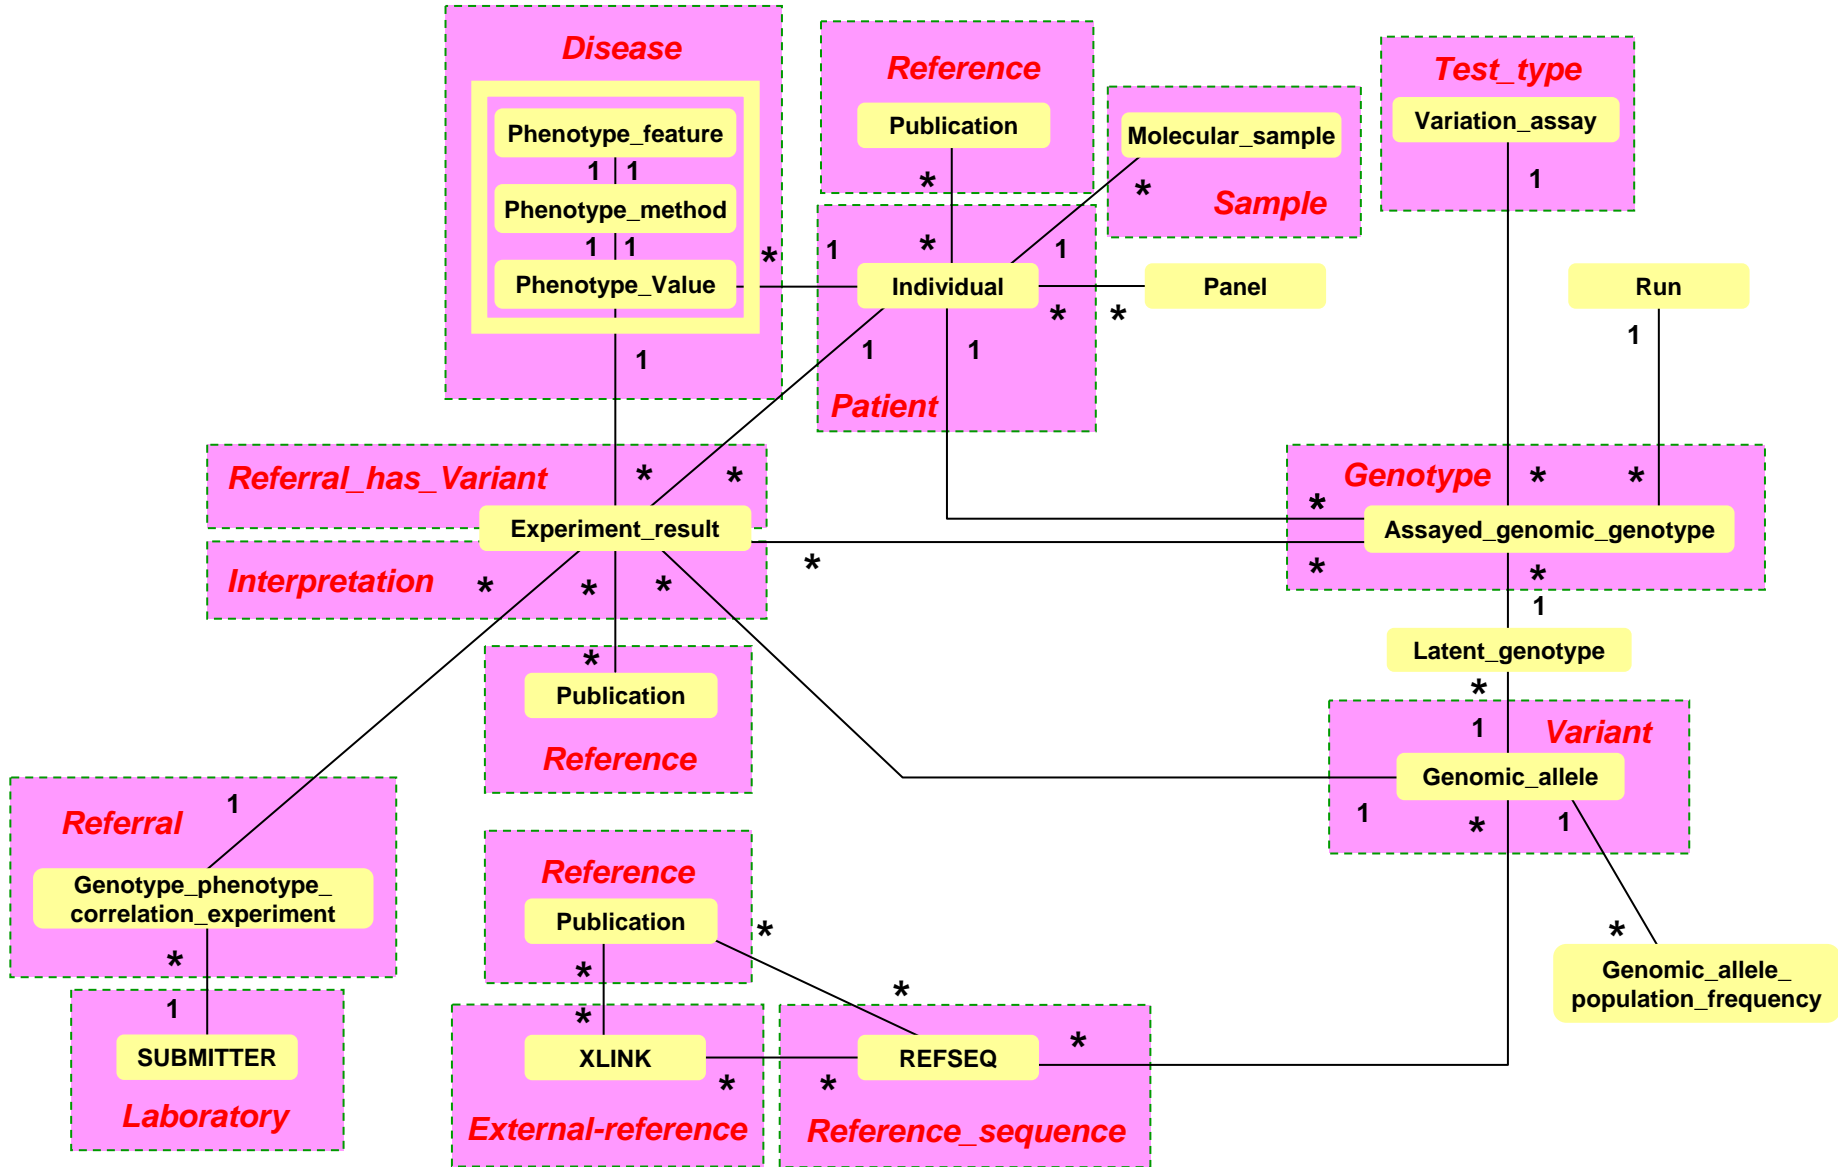 Disease
Phenotype_feature
1 1
Phenotype_method
1 1
Phenotype_Value
*
1
1
Reference
Publication
*
*
Molecular_sample
*
Sample
1
Individual
*
*
Panel
1
1
Patient
Test_type
Variation_assay
1
Run
1
Referral_has_Variant
*
*
Experiment_result
Interpretation
*
*
*
*
Genotype
*
*
*
Assayed_genomic_genotype
*
*
1
Latent_genotype
*
1
Variant
Genomic_allele
1
*
1
*
Genomic_allele_
population_frequency
*
Publication
Reference
Referral
1
Genotype_phenotype_
correlation_experiment
*
1
SUBMITTER
Laboratory
Reference
Publication
*
*
*
*
XLINK
*
External-reference
*
REFSEQ
*
Reference_sequence